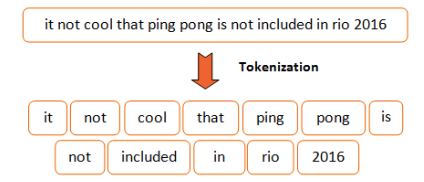 it not cool that ping pong is not included in rio 2016
Tokenization
it not cool that ping pong is
not included in rio 2016